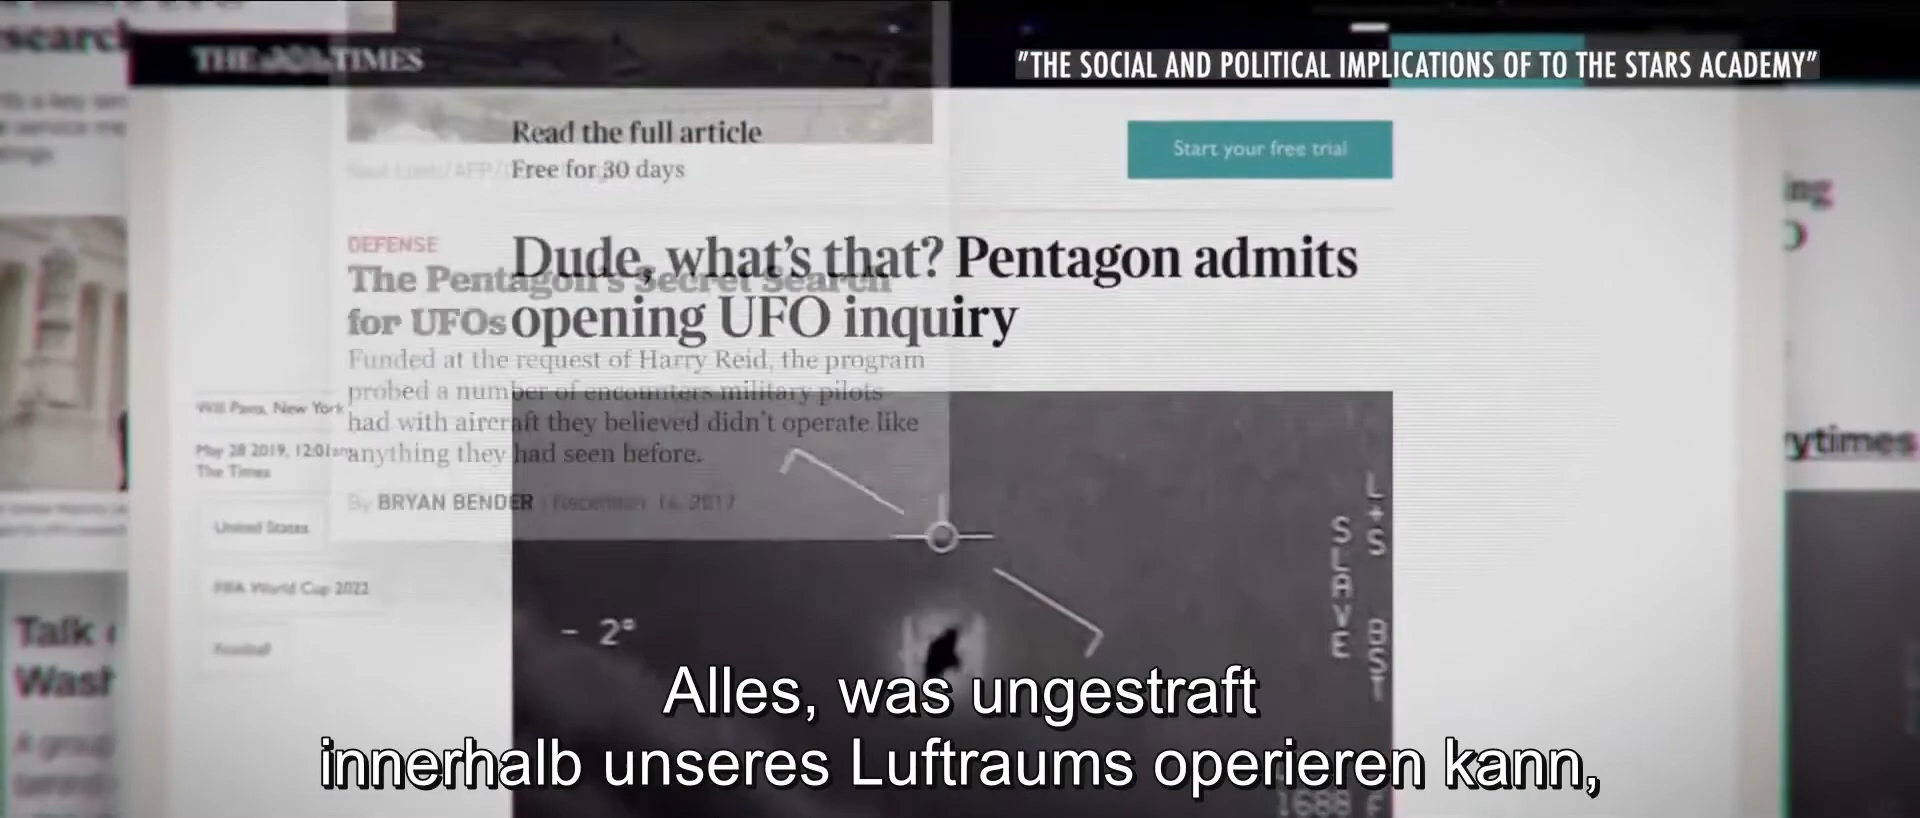 THE TIMES
"THE SOCIAL AND POLITICAL IMPLICATIONS OF TO THE STARS ACADEMY"
Read the full article
Free for 30 days
Start your free trial
DEFENSE
The Pentagon's Secret Search
for UFOs
Dude, what's that? Pentagon admits
opening UFO inquiry
Funded at the request of Harry Reid, the program
probed a number of encounters military pilots
had with aircraft they believed didn't operate like
anything they had seen before.
By BRYAN BENDER December 14, 2017
New York
May 28 2019, 12:01am
The Times
United States
FIFA World Cup 2022
Football
Talk
Wash
ytimes
- 2°
L+S
SLAVE
BST
Alles, was ungestraft
innerhalb unseres Luftraums operieren kann,